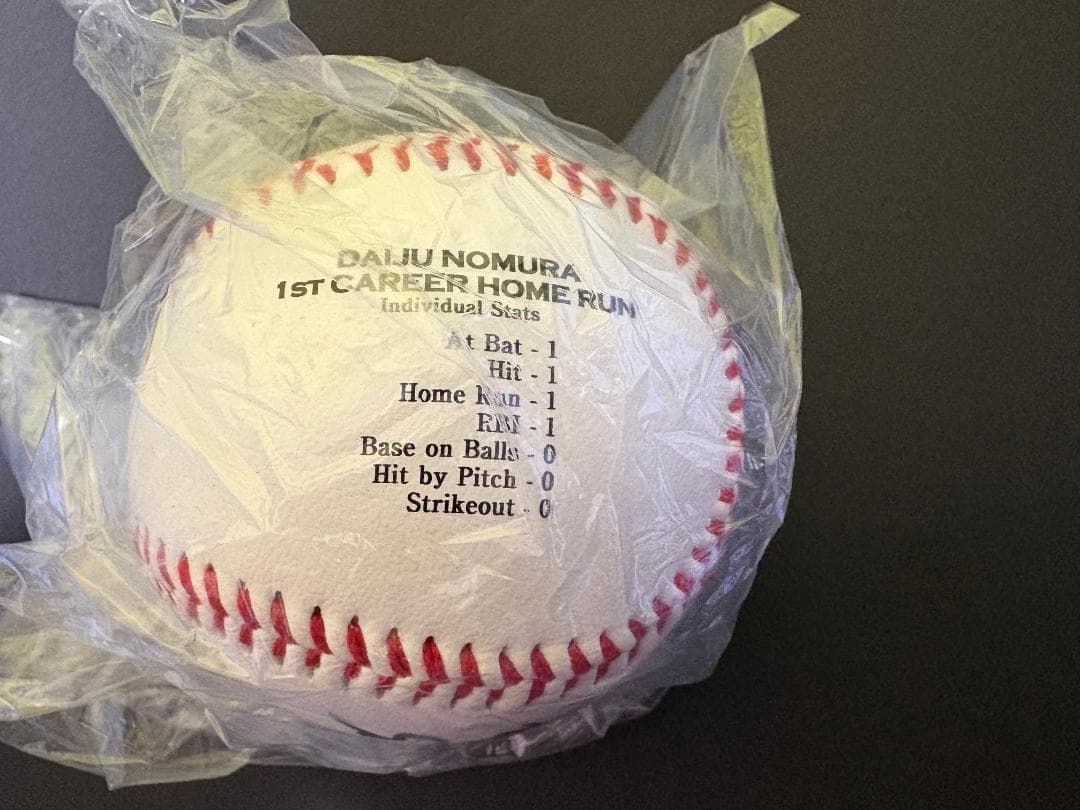 DAIJU NOMURA
1ST CAREER HOME RUN
Individual Stats
At Bat - 1
Hit - 1
Home Run - 1
RBI - 1
Base on Balls - 0
Hit by Pitch - 0
Strikeout - 0